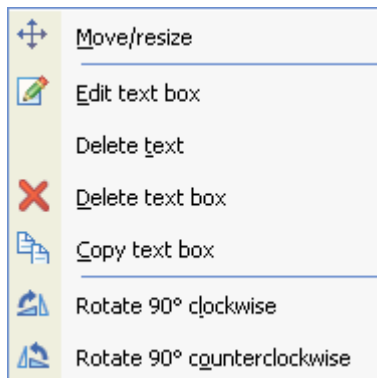 Move/resize
Edit text box
Delete text
Delete text box
Copy text box
Rotate 90° clockwise
Rotate 90° counterclockwise